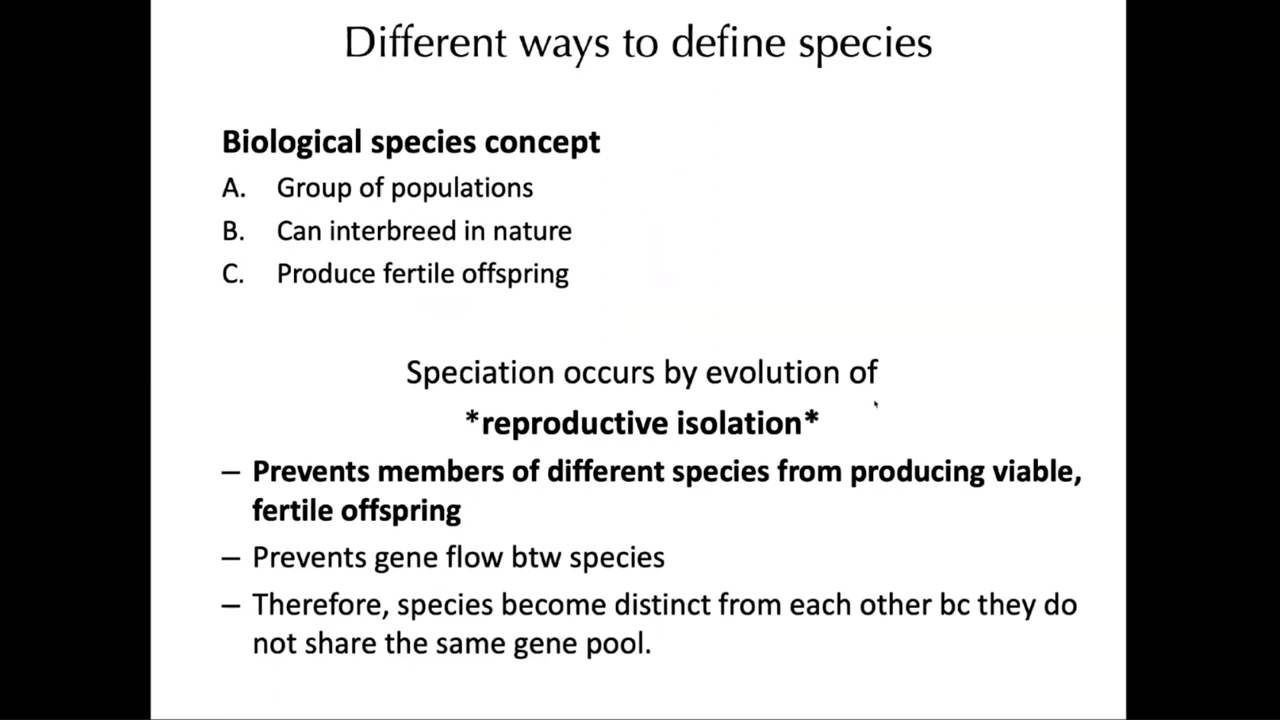 Different ways to define species
Biological species concept
A. Group of populations
B. Can interbreed in nature
C. Produce fertile offspring
Speciation occurs by evolution of
*reproductive isolation*
– Prevents members of different species from producing viable,
fertile offspring
– Prevents gene flow btw species
– Therefore, species become distinct from each other bc they do
not share the same gene pool.